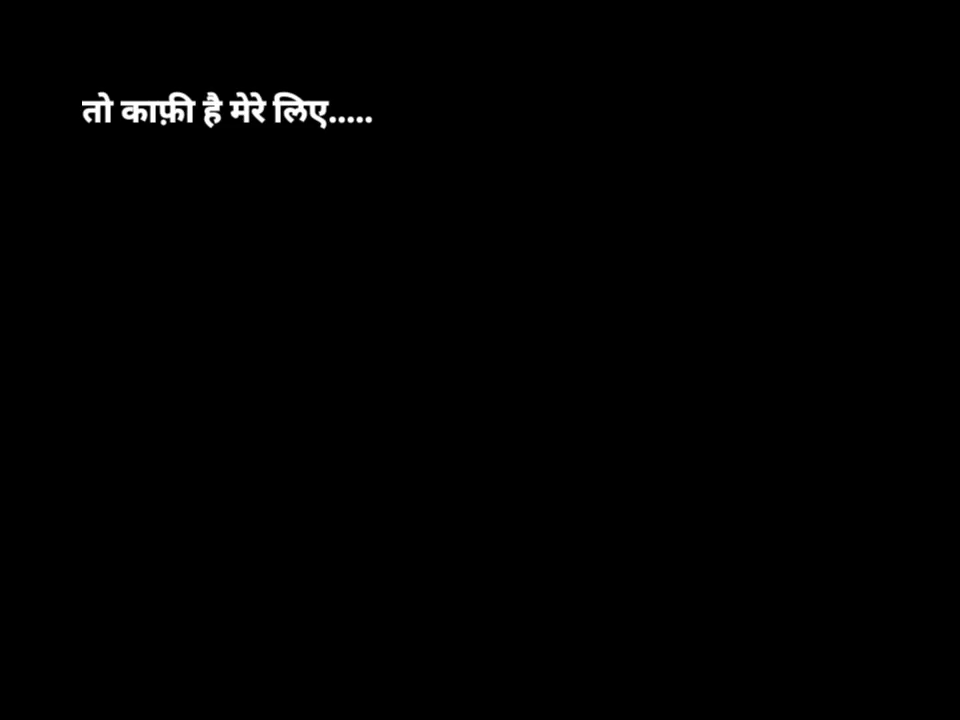 तो काफ़ी है मेरे लिए.....